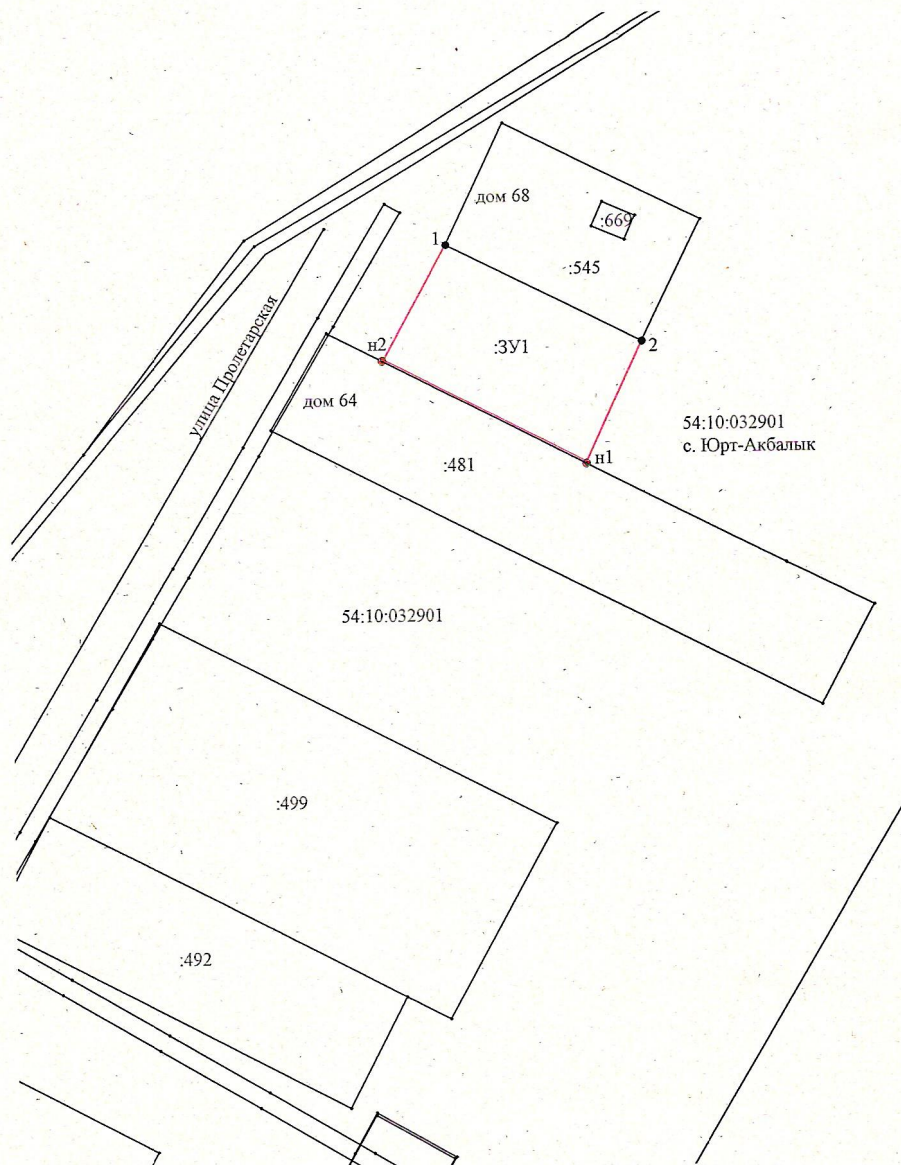 дом 68
:669
1
:545
улица Пролетарская
н2
:ЗУ1
2
дом 64
54:10:032901
с. Юрт-Акбалык
:481
н1
54:10:032901
:499
:492